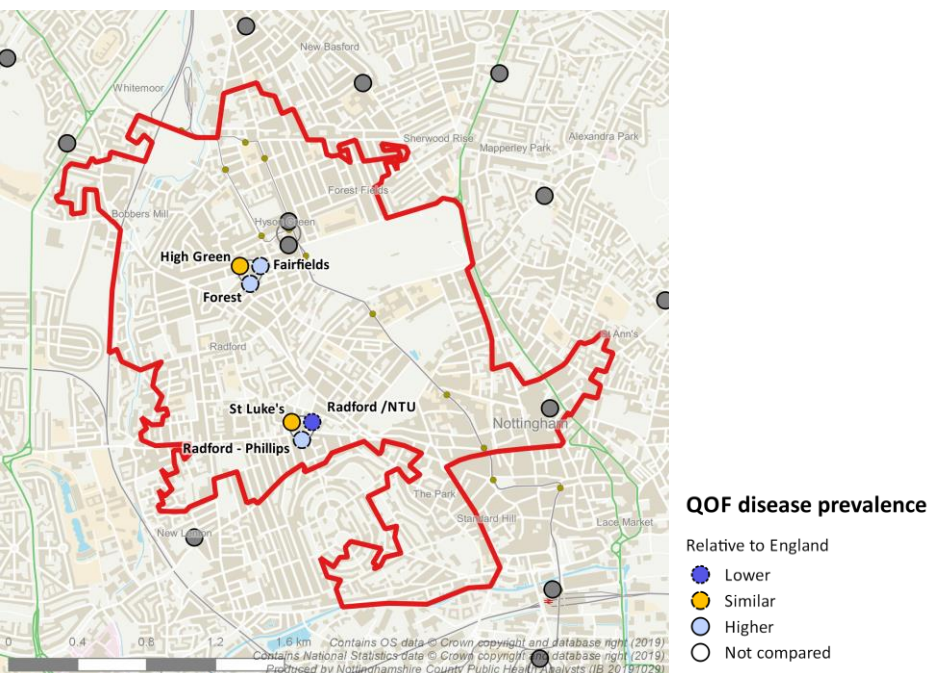 New Basford
Whitemoor
Sherwood Rise
Alexandra Park
Mapperley Park
Forest Fields
Bobbers Mill
Hyson Green
High Green
Fairfields
Forest
St Ann's
Radford
St Luke's
Radford /NTU
Nottingham
Radford - Phillips
The Park
Standard Hill
Lace Market
New Lenton
QOF disease prevalence
Relative to England
Lower
Similar
Higher
Not compared
0 0.4 0.8 1.2 1.6 km
Contains OS data © Crown copyright and database right (2019)
Contains National Statistics data © Crown copyright and database right (2019)
Produced by Nottinghamshire County Public Health Analysts (IB 20191029)